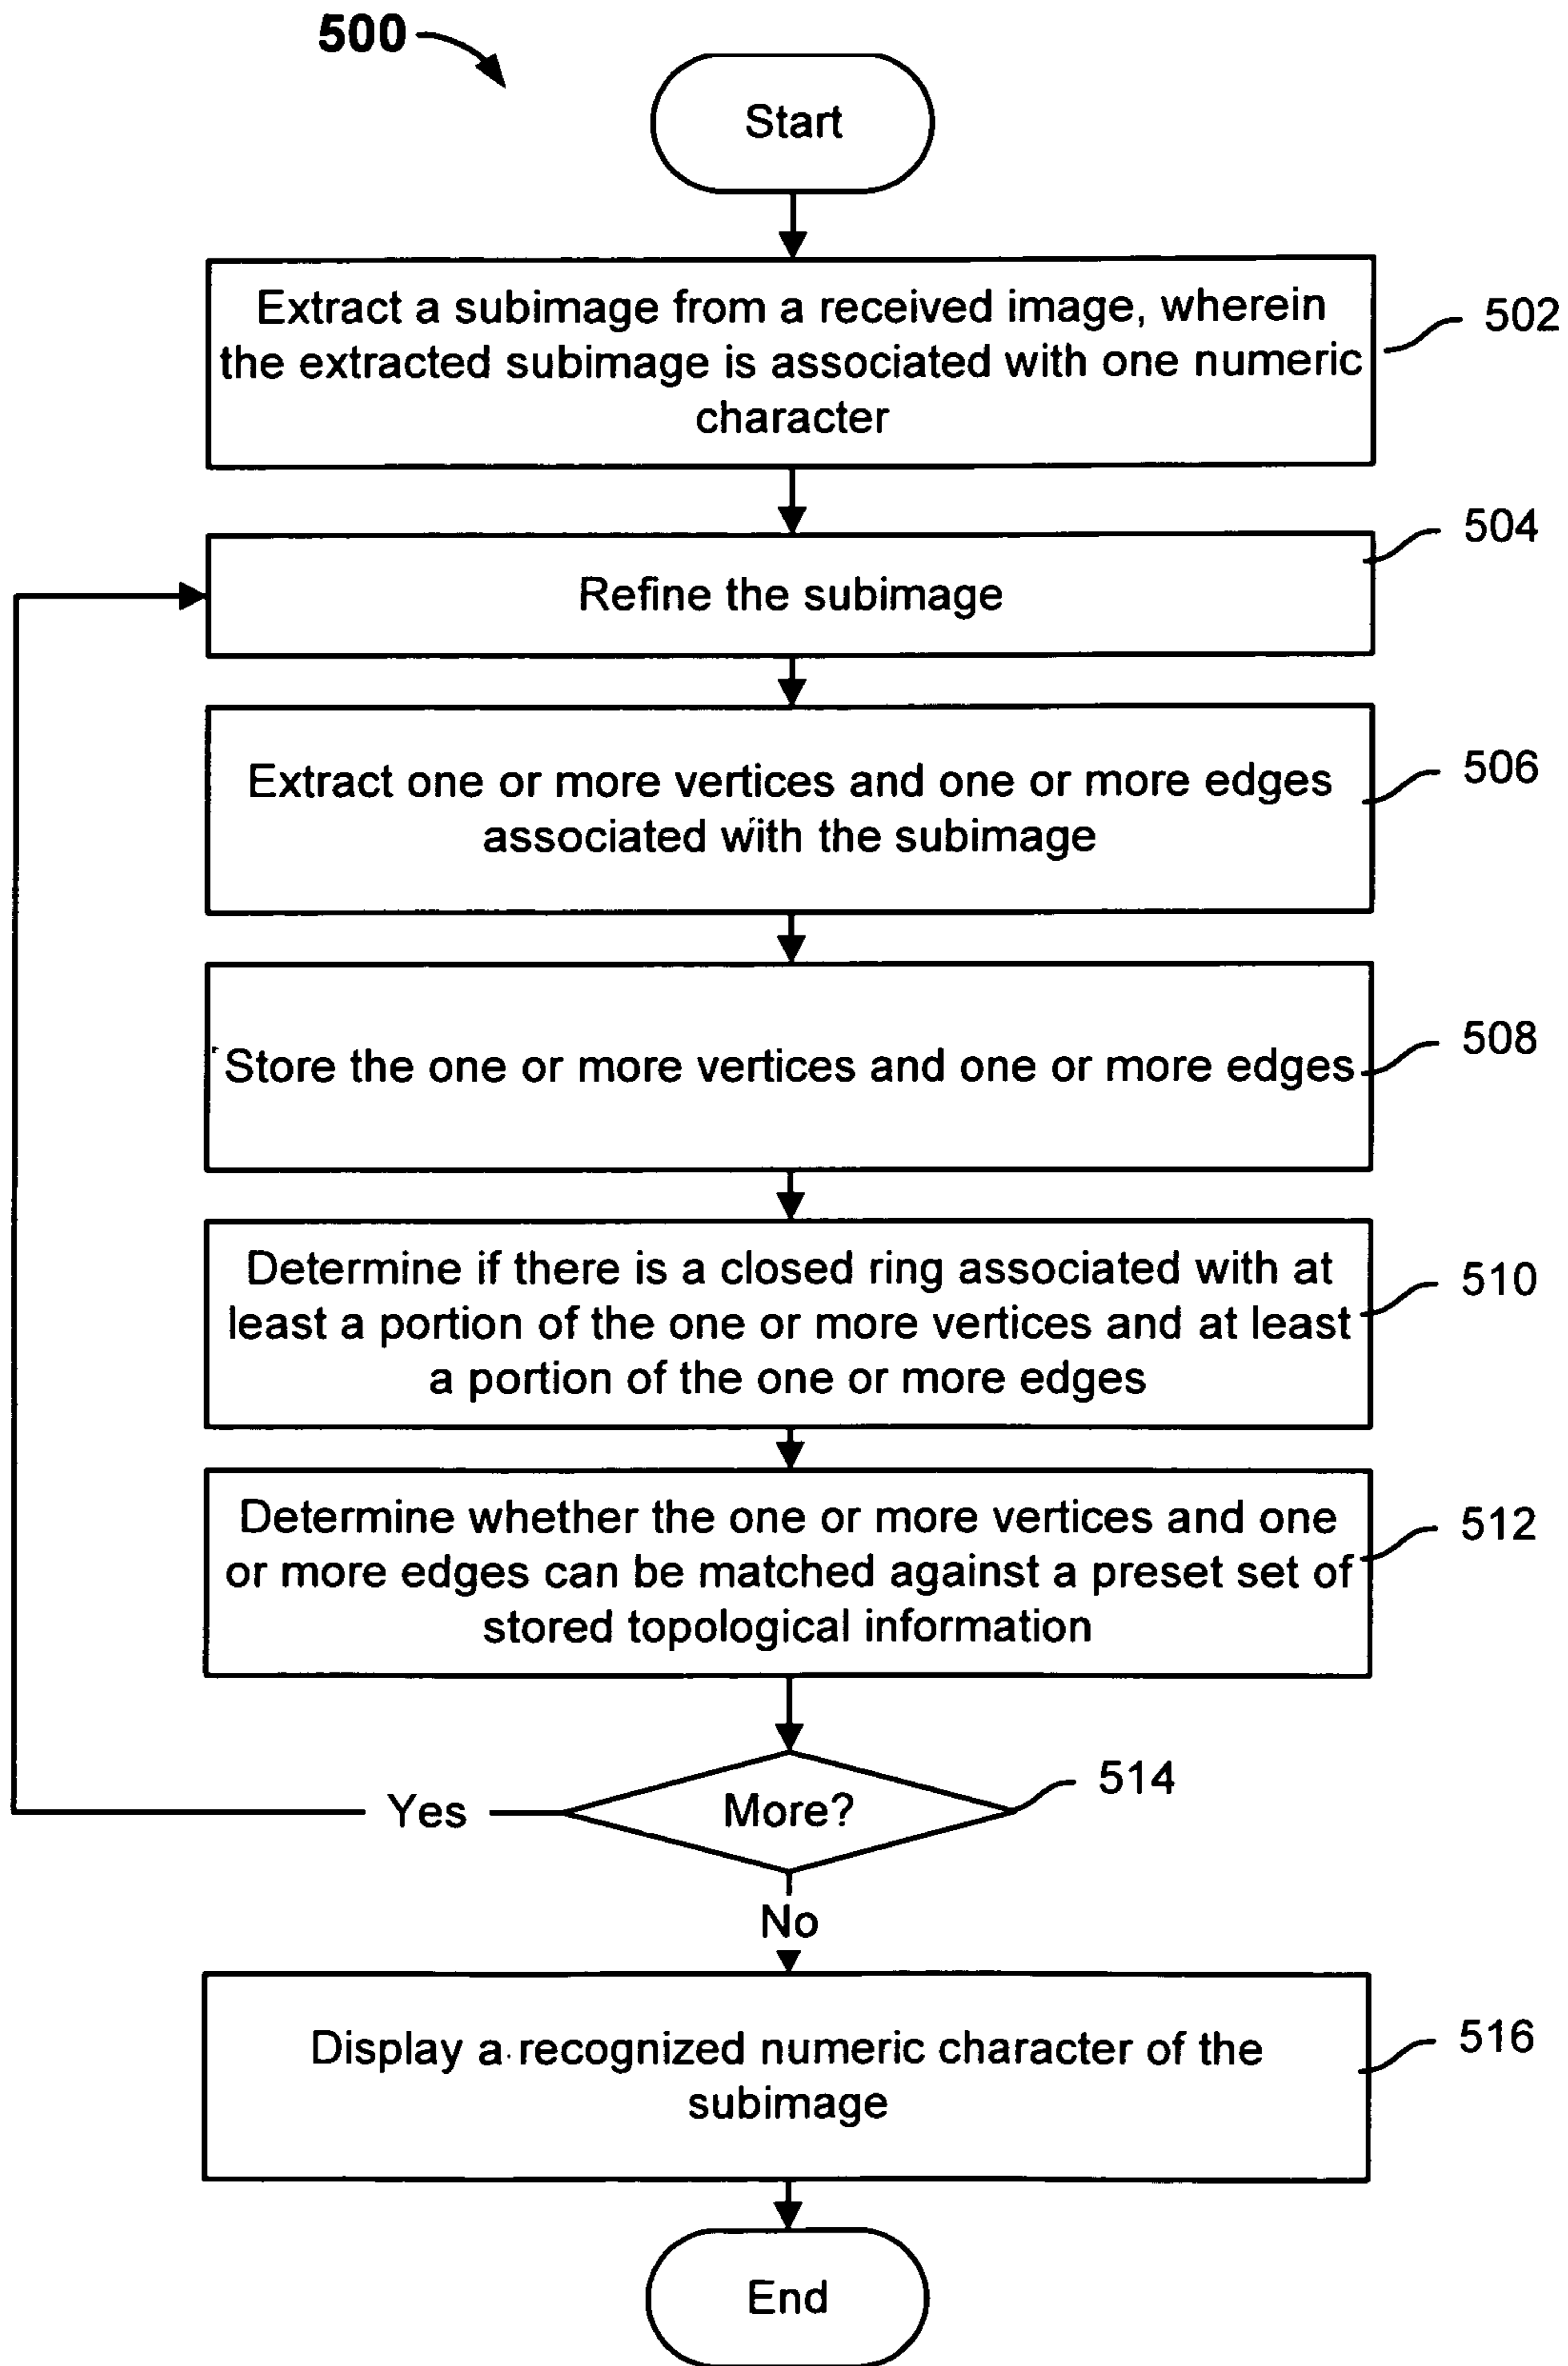 500
Start
Extract a subimage from a received image, wherein
the extracted subimage is associated with one numeric
character
502
504
Refine the subimage
Extract one or more vertices and one or more edges
associated with the subimage
506
Store the one or more vertices and one or more edges
508
Determine if there is a closed ring associated with at
least a portion of the one or more vertices and at least
a portion of the one or more edges
510
Determine whether the one or more vertices and one
or more edges can be matched against a preset set of
stored topological information
512
More?
514
Yes
No
Display a recognized numeric character of the
subimage
516
End